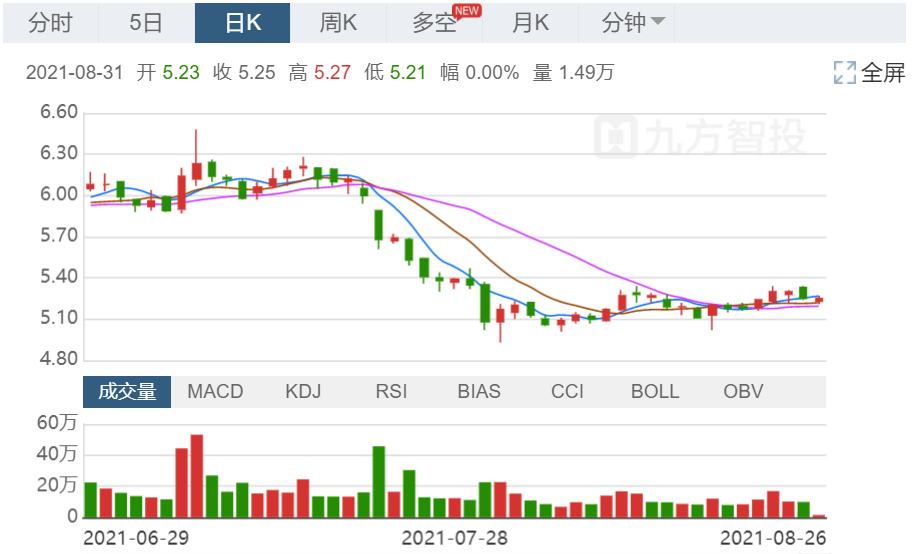 分时 5日 日K 周K 多空 NEW 月K 分钟
2021-08-31 开 5.23 收 5.25 高 5.27 低 5.21 幅 0.00% 量 1.49万 全屏
6.60
九方智投
6.30
6.00
5.70
5.40
5.10
4.80
成交量 MACD KDJ RSI BIAS CCI BOLL OBV
60万
40万
20万
0
2021-06-29 2021-07-28 2021-08-26